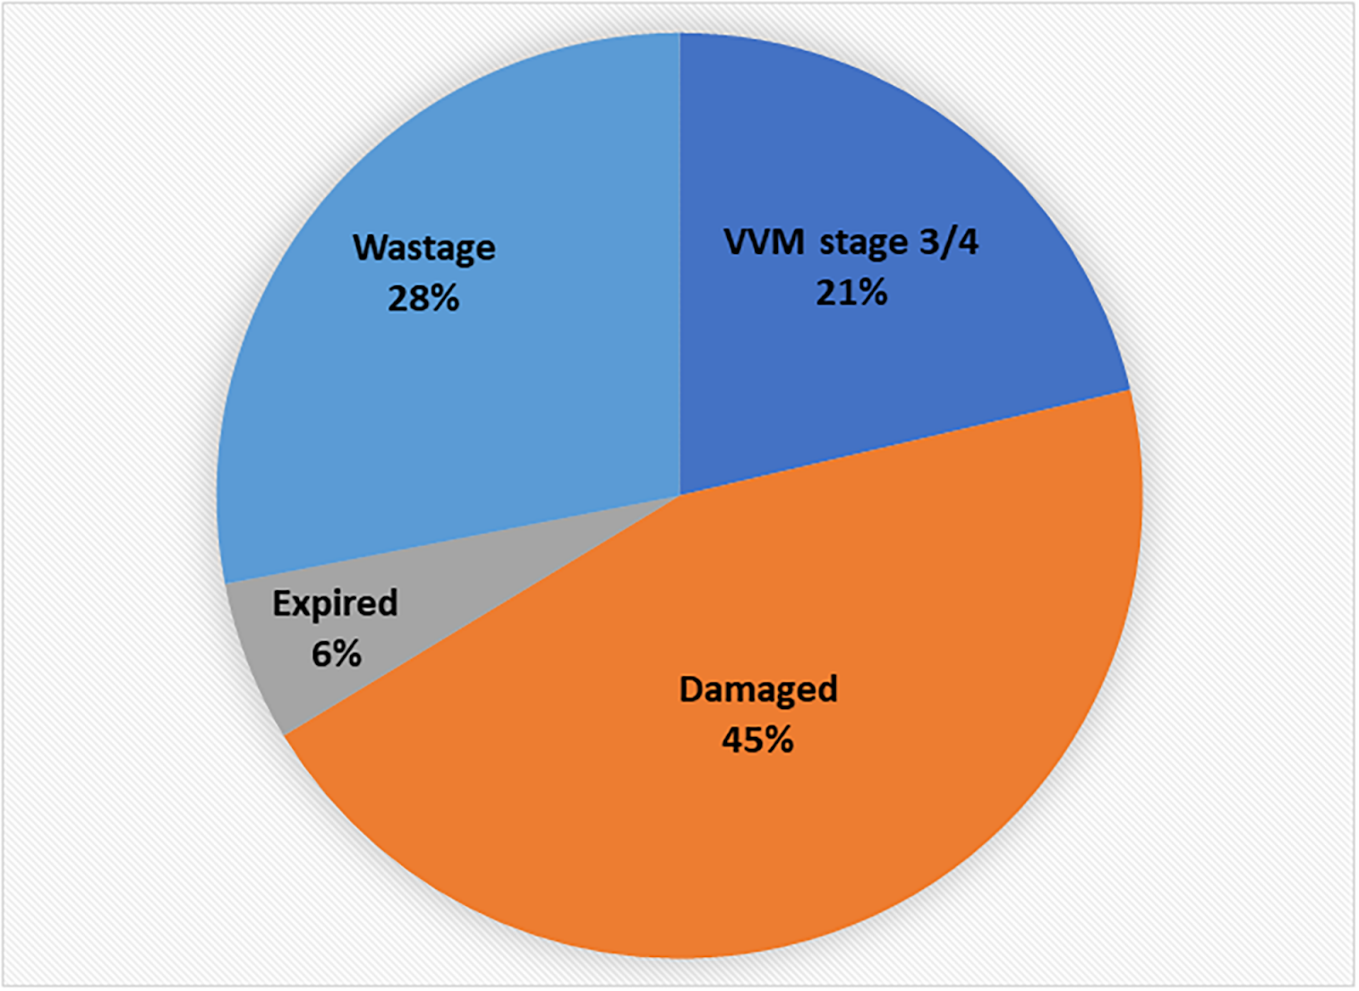 Wastage
28%
VVM stage 3/4
21%
Expired
6%
Damaged
45%